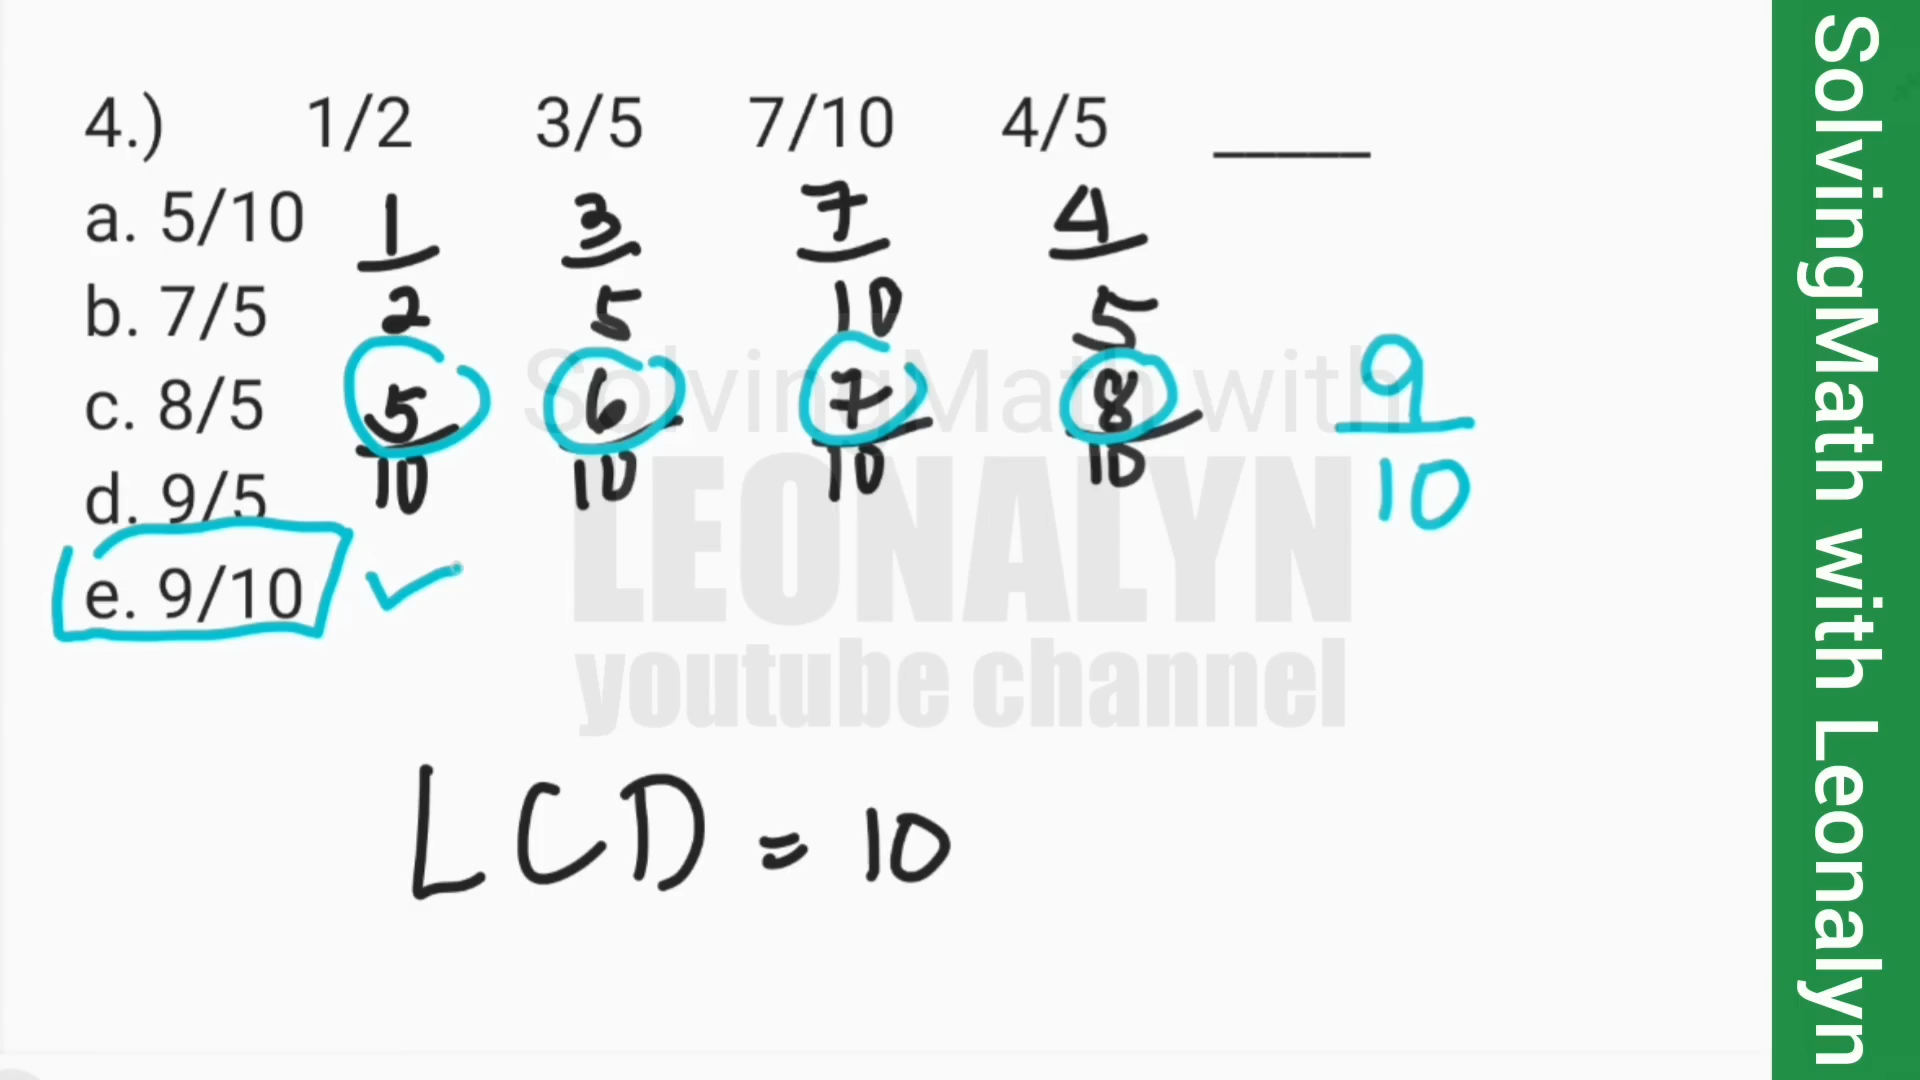 4.) 1/2 3/5 7/10 4/5 _____
a. 5/10
b. 7/5
c. 8/5
d. 9/5
e. 9/10
1/2 3/5 7/10 4/5
5/10 6/10 7/10 8/10 9/10
LCD = 10
SolvingMath with
LEONALYN
youtube channel
SolvingMath with Leonalyn